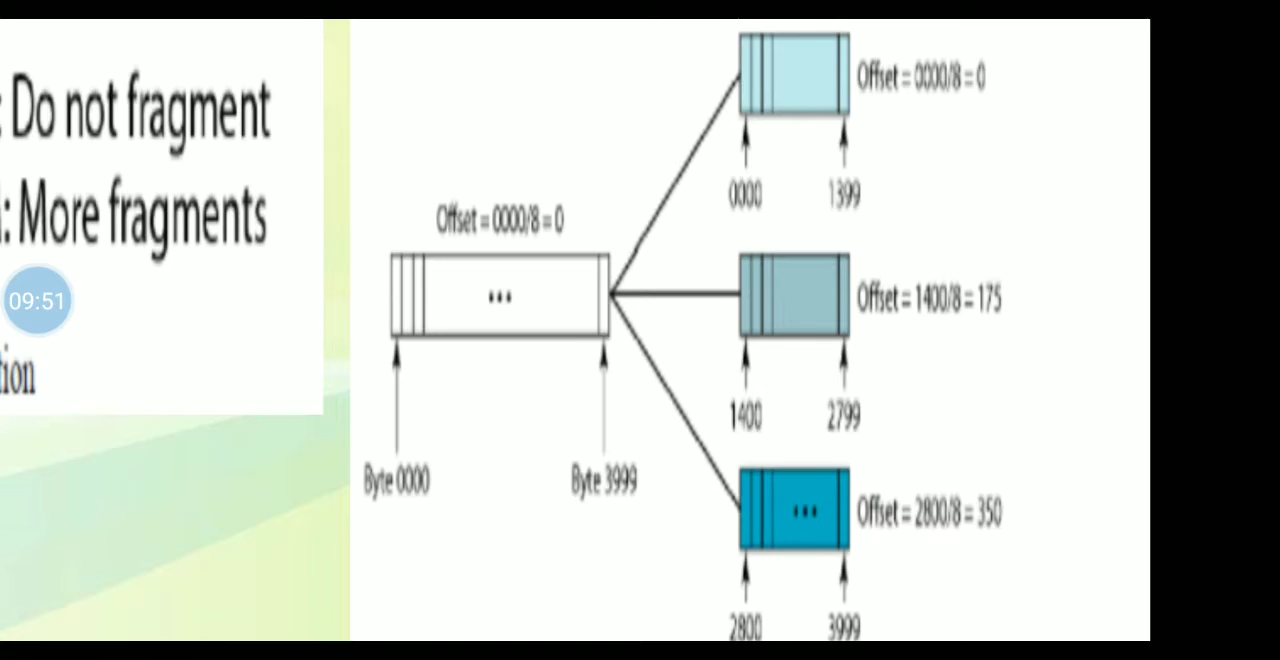 : Do not fragment
: More fragments
09:51
tion
Offset = 0000/8 = 0
Byte 0000
Byte 3999
Offset = 0000/8 = 0
0000
1399
Offset = 1400/8 = 175
1400
2799
Offset = 2800/8 = 350
2800
3999